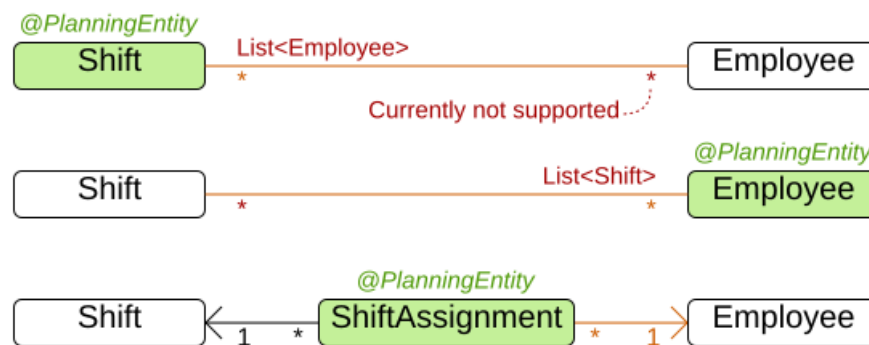 @PlanningEntity
Shift List<Employee> Employee
* *
Currently not supported
@PlanningEntity
Shift List<Shift> Employee
* *
@PlanningEntity
Shift ShiftAssignment Employee
1 * * 1